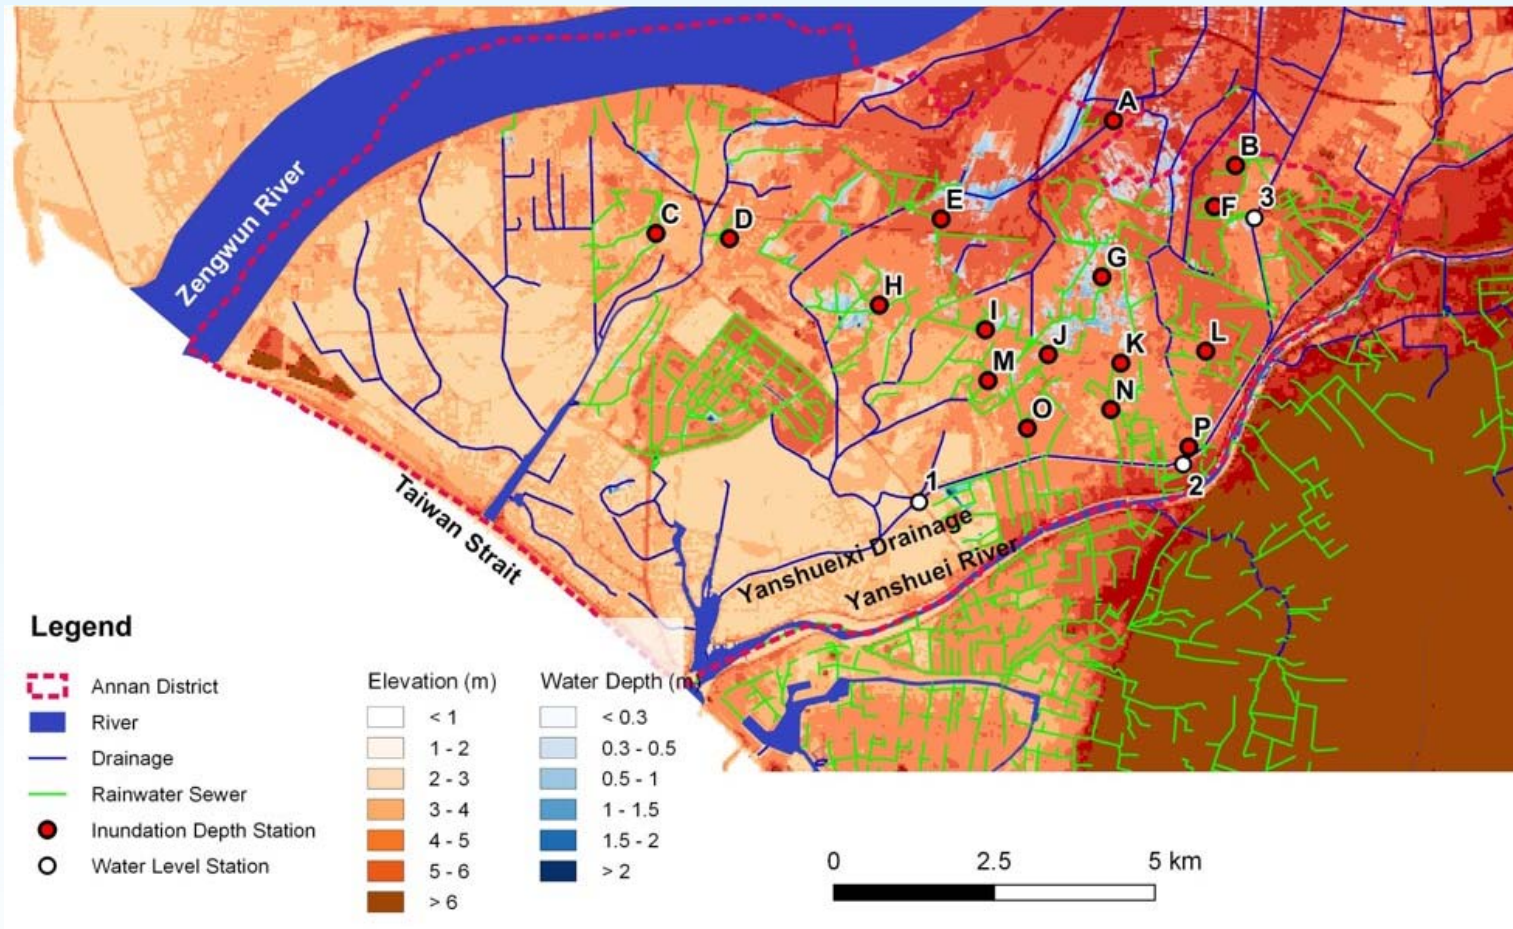 A
B
3
C
D
E
F
G
H
I
J
K
L
M
N
O
P
1
2
Zengwun River
Taiwan Strait
Yanshueixi Drainage
Yanshuei River
Legend
Annan District
River
Drainage
Rainwater Sewer
Inundation Depth Station
Water Level Station
Elevation (m)
< 1
1 - 2
2 - 3
3 - 4
4 - 5
5 - 6
> 6
Water Depth (m)
< 0.3
0.3 - 0.5
0.5 - 1
1 - 1.5
1.5 - 2
> 2
0 2.5 5 km